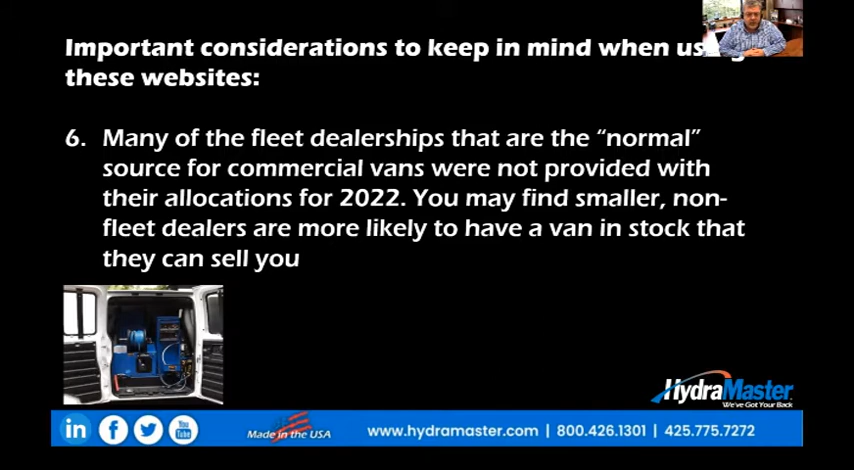 Important considerations to keep in mind when using
these websites:
6. Many of the fleet dealerships that are the “normal”
source for commercial vans were not provided with
their allocations for 2022. You may find smaller, non-
fleet dealers are more likely to have a van in stock that
they can sell you
HydraMaster
We've Got Your Back
in f You Tube Made in the USA www.hydramaster.com | 800.426.1301 | 425.775.7272